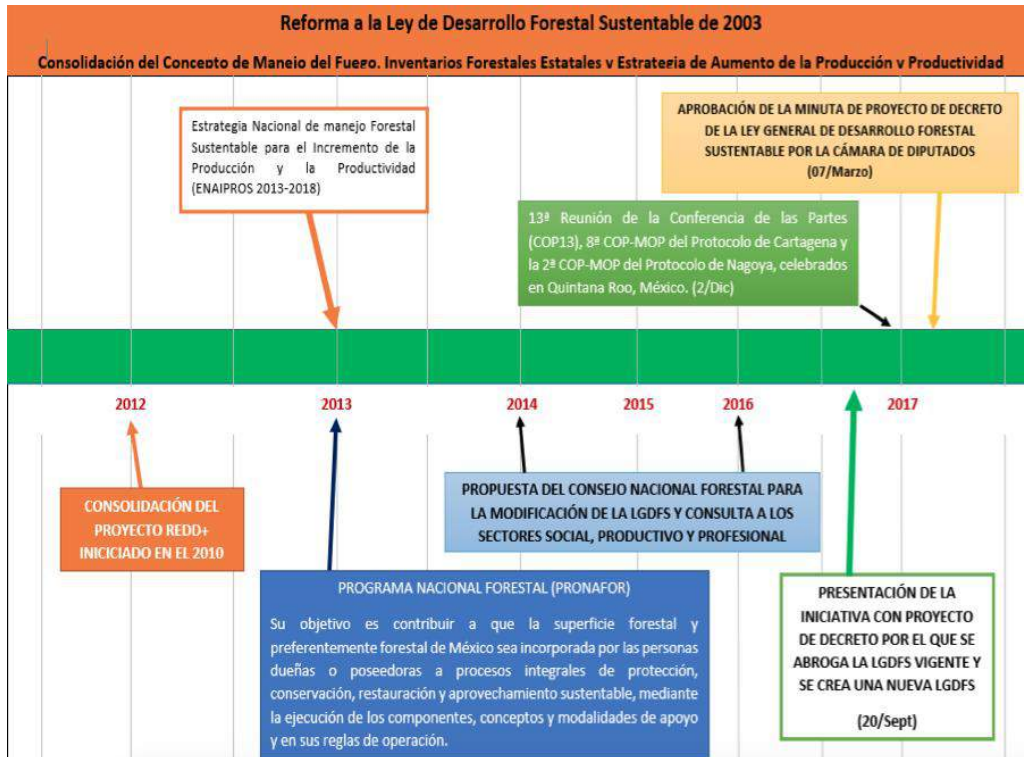 Reforma a la Ley de Desarrollo Forestal Sustentable de 2003
Consolidación del Concepto de Manejo del Fuego, Inventarios Forestales Estatales y Estrategia de Aumento de la Producción y Productividad
Estrategia Nacional de manejo Forestal
Sustentable para el Incremento de la
Producción y la Productividad
(ENAIPROS 2013-2018)
APROBACIÓN DE LA MINUTA DE PROYECTO DE DECRETO
DE LA LEY GENERAL DE DESARROLLO FORESTAL
SUSTENTABLE POR LA CÁMARA DE DIPUTADOS
(07/Marzo)
13ª Reunión de la Conferencia de las Partes
(COP13), 8ª COP-MOP del Protocolo de Cartagena y
la 2ª COP-MOP del Protocolo de Nagoya, celebrados
en Quintana Roo, México. (2/Dic)
2012 2013 2014 2015 2016 2017
CONSOLIDACIÓN DEL
PROYECTO REDD+
INICICIADO EN EL 2010
PROPUESTA DEL CONSEJO NACIONAL FORESTAL PARA
LA MODIFICACIÓN DE LA LGDFS Y CONSULTA A LOS
SECTORES SOCIAL, PRODUCTIVO Y PROFESIONAL
PROGRAMA NACIONAL FORESTAL (PRONAFOR)
Su objetivo es contribuir a que la superficie forestal y
preferentemente forestal de México sea incorporada por las personas
dueñas o poseedoras a procesos integrales de protección,
conservación, restauración y aprovechamiento sustentable, mediante
la ejecución de los componentes, conceptos y modalidades de apoyo
y en sus reglas de operación.
PRESENTACIÓN DE LA
INICIATIVA CON PROYECTO
DE DECRETO POR EL QUE SE
ABROGA LA LGDFS VIGENTE Y
SE CREA UNA NUEVA LGDFS
(20/Sept)